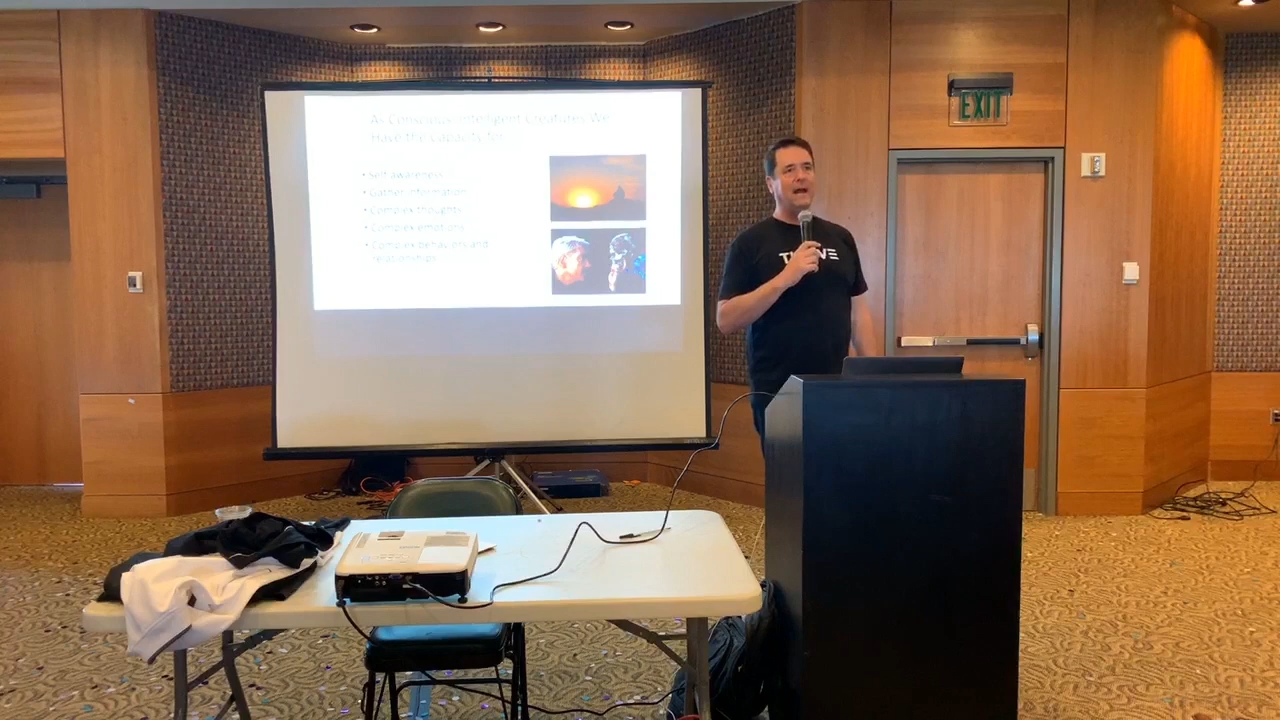 As Conscious Intelligent Creatures We
Have the Capacity for
• Self awareness
• Gather information
• Complex thoughts
• Complex emotions
• Complex behaviors and
relationships
EXIT